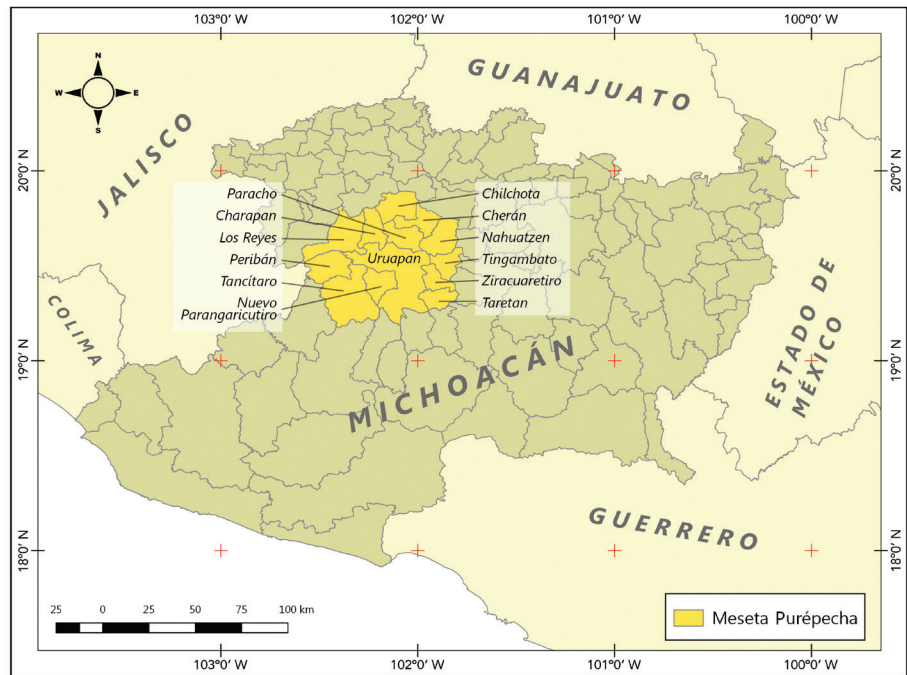 103°0' W
102°0' W
101°0' W
100°0' W
N
W
E
S
20°0' N
19°0' N
18°0' N
20°0' N
19°0' N
18°0' N
GUANAJUATO
JALISCO
COLIMA
MICHOACÁN
ESTADO DE
MÉXICO
GUERRERO
Paracho
Charapan
Los Reyes
Peribán
Tancítaro
Nuevo
Parangaricutiro
Uruapan
Chilchota
Cherán
Nahuatzen
Tingambato
Ziracuaretiro
Taretan
25 0 25 50 75 100 km
Meseta Purépecha
103°0' W
102°0' W
101°0' W
100°0' W